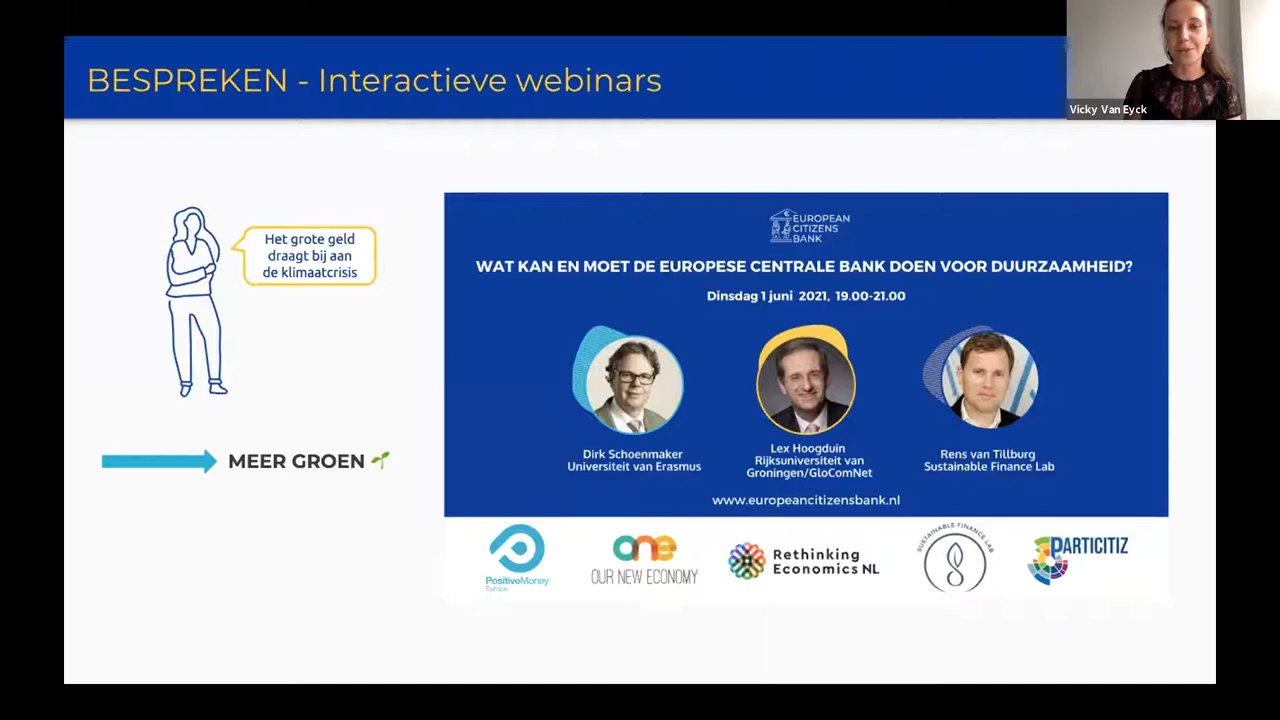 BESPREKEN - Interactieve webinars
Vicky Van Eyck
Het grote geld
draagt bij aan
de klimaatcrisis
MEER GROEN
EUROPEAN
CITIZENS
BANK
WAT KAN EN MOET DE EUROPESE CENTRALE BANK DOEN VOOR DUURZAAMHEID?
Dinsdag 1 juni 2021, 19.00-21.00
Dirk Schoenmaker
Universiteit van Erasmus
Lex Hoogduin
Rijksuniversiteit van
Groningen/GloComNet
Rens van Tillburg
Sustainable Finance Lab
www.europeancitizensbank.nl
PositiveMoney
Europe
one
OUR NEW ECONOMY
Rethinking
Economics NL
SUSTAINABLE FINANCE LAB
PARTICITIZ